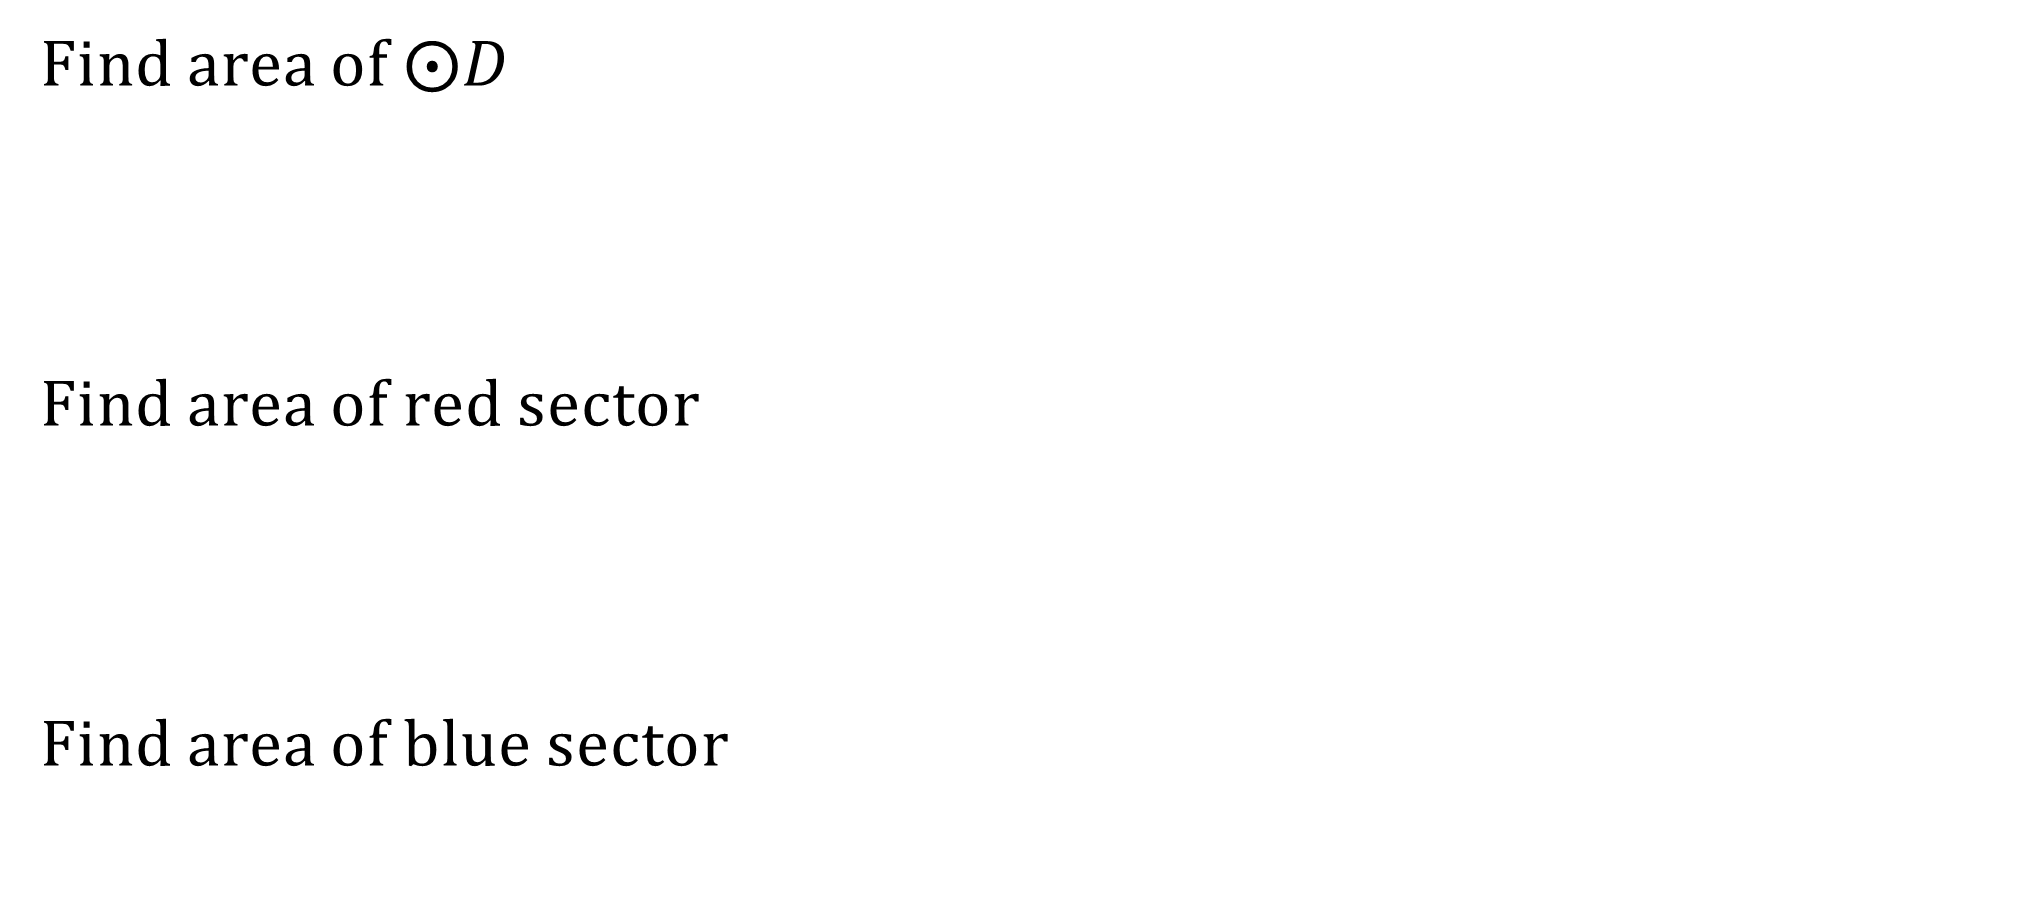 Find area of ⨀D
Find area of red sector
Find area of blue sector